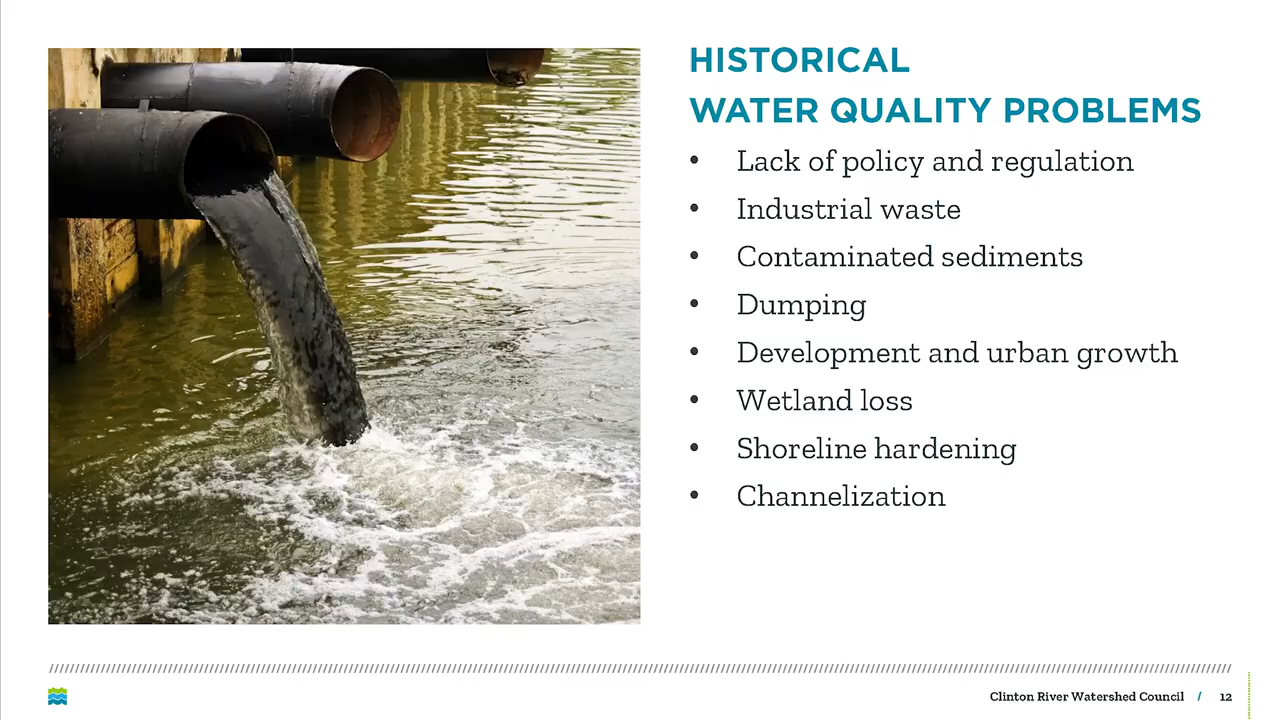 HISTORICAL
WATER QUALITY PROBLEMS
• Lack of policy and regulation
• Industrial waste
• Contaminated sediments
• Dumping
• Development and urban growth
• Wetland loss
• Shoreline hardening
• Channelization
Clinton River Watershed Council / 12